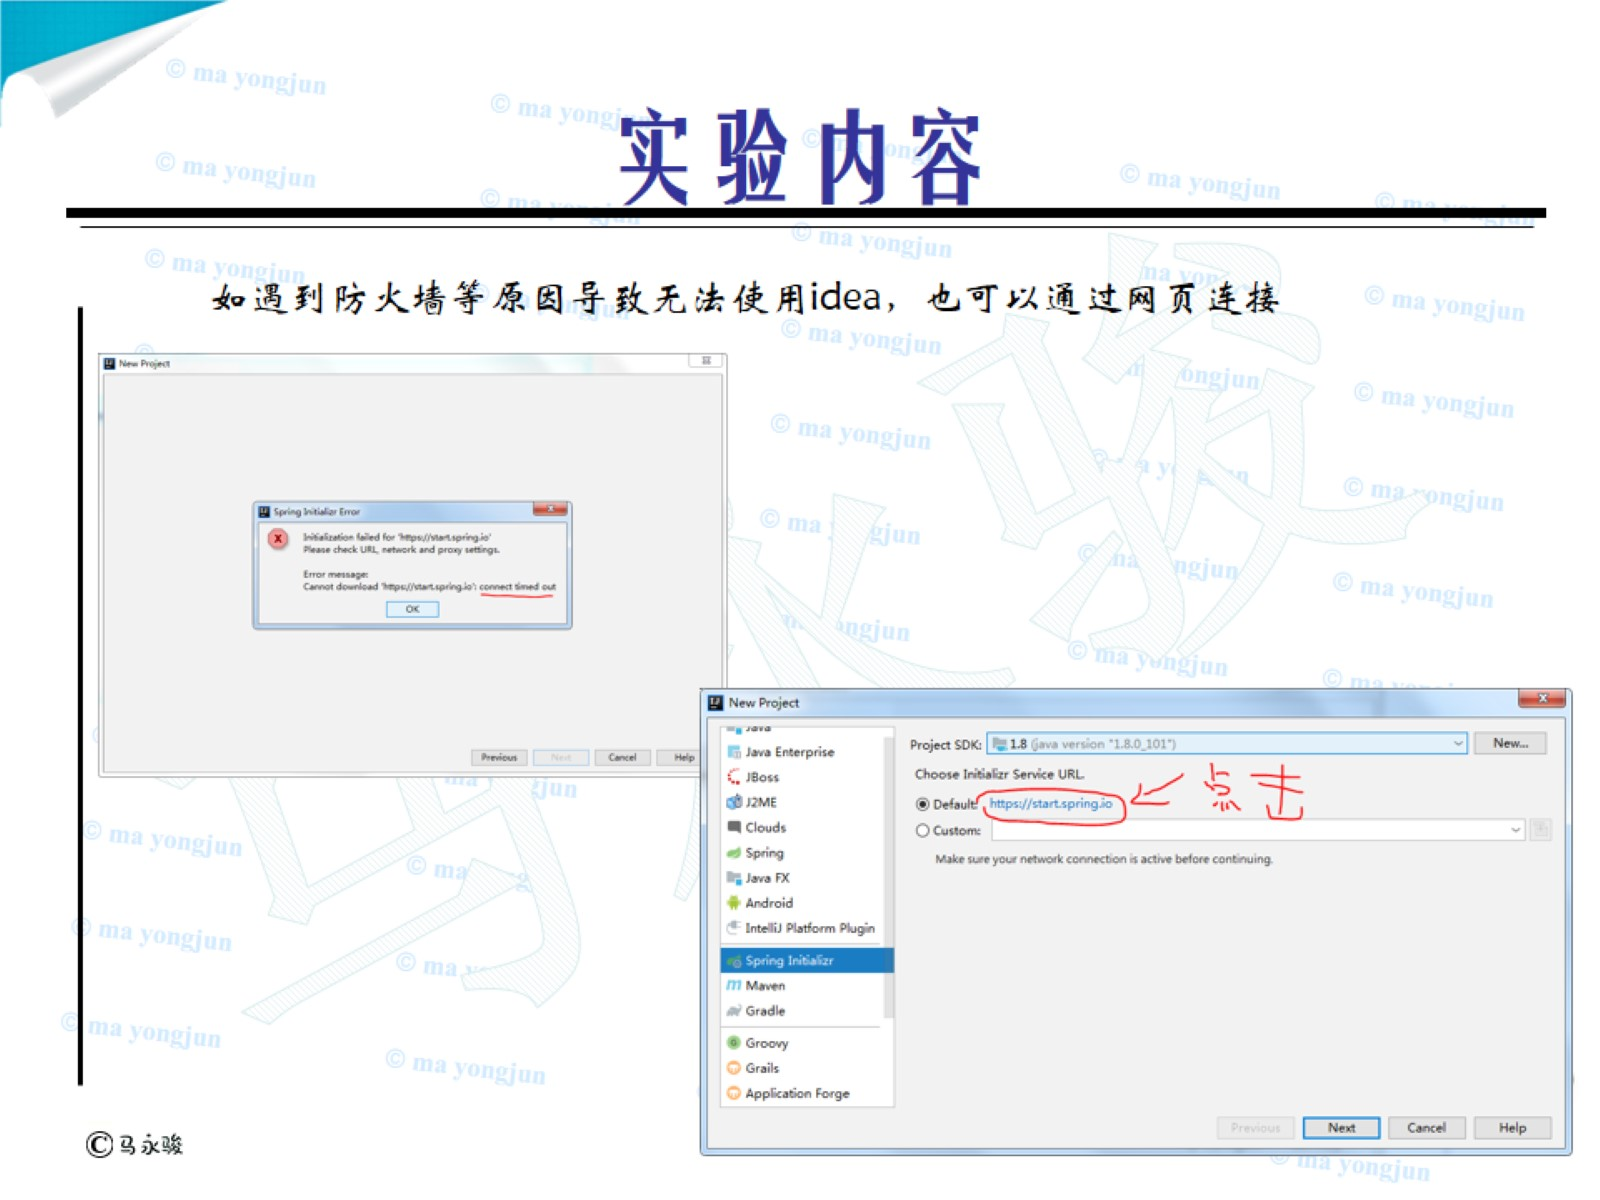 实验内容
如遇到防火墙等原因导致无法使用idea，也可以通过网页连接
New Project
Spring Initializr Error
Initialization failed for 'https://start.spring.io'
Please check URL, network and proxy settings.
Error message:
Cannot download 'https://start.spring.io': connect timed out
OK
Previous
Next
Cancel
Help
New Project
Java
Java Enterprise
JBoss
J2ME
Clouds
Spring
Java FX
Android
IntelliJ Platform Plugin
Spring Initializr
Maven
Gradle
Groovy
Grails
Application Forge
Project SDK: 1.8 (java version "1.8.0_101")
New...
Choose Initializr Service URL.
Default: https://start.spring.io
点击
Custom:
Make sure your network connection is active before continuing.
Previous
Next
Cancel
Help
©马永骏
© ma yongjun